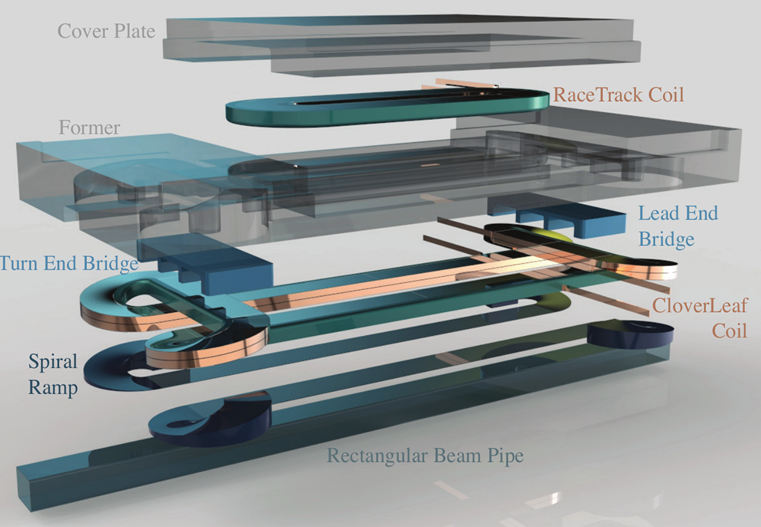 Cover Plate
RaceTrack Coil
Former
Lead End
Bridge
Turn End Bridge
CloverLeaf
Coil
Spiral
Ramp
Rectangular Beam Pipe